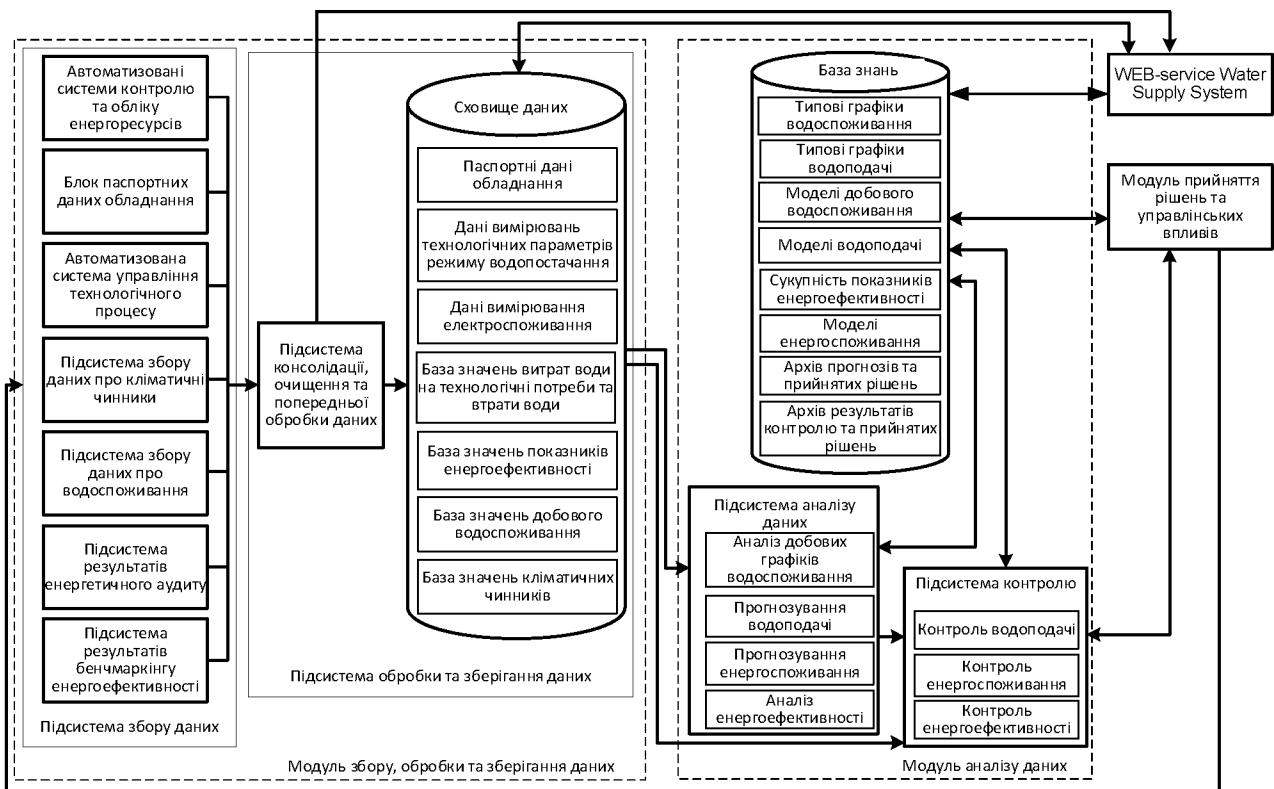 Автоматизовані
системи контролю
та обліку
енергоресурсів
Блок паспортних
даних обладнання
Автоматизована
система управління
технологічного
процесу
Підсистема збору
даних про кліматичні
чинники
Підсистема збору
даних про
водоспоживання
Підсистема
результатів
енергетичного аудиту
Підсистема
результатів
бенчмаркінгу
енергоефективності
Підсистема збору даних
Підсистема
консолідації,
очищення та
попередньої
обробки даних
Сховище даних
Паспортні дані
обладнання
Дані вимірювань
технологічних параметрів
режиму водопостачання
Дані вимірювання
електроспоживання
База значень витрат води
на технологічні потреби та
втрати води
База значень показників
енергоефективності
База значень добового
водоспоживання
База значень кліматичних
чинників
Підсистема обробки та зберігання даних
Модуль збору, обробки та зберігання даних
База знань
Типові графіки
водоспоживання
Типові графіки
водоподачі
Моделі добового
водоспоживання
Моделі водоподачі
Сукупність показників
енергоефективності
Моделі
енергоспоживання
Архів прогнозів та
прийнятих рішень
Архів результатів
контролю та прийнятих
рішень
Підсистема аналізу
даних
Аналіз добових
графіків
водоспоживання
Прогнозування
водоподачі
Прогнозування
енергоспоживання
Аналіз
енергоефективності
Підсистема контролю
Контроль водоподачі
Контроль
енергоспоживання
Контроль
енергоефективності
Модуль аналізу даних
WEB-service Water
Supply System
Модуль прийняття
рішень та
управлінських
впливів